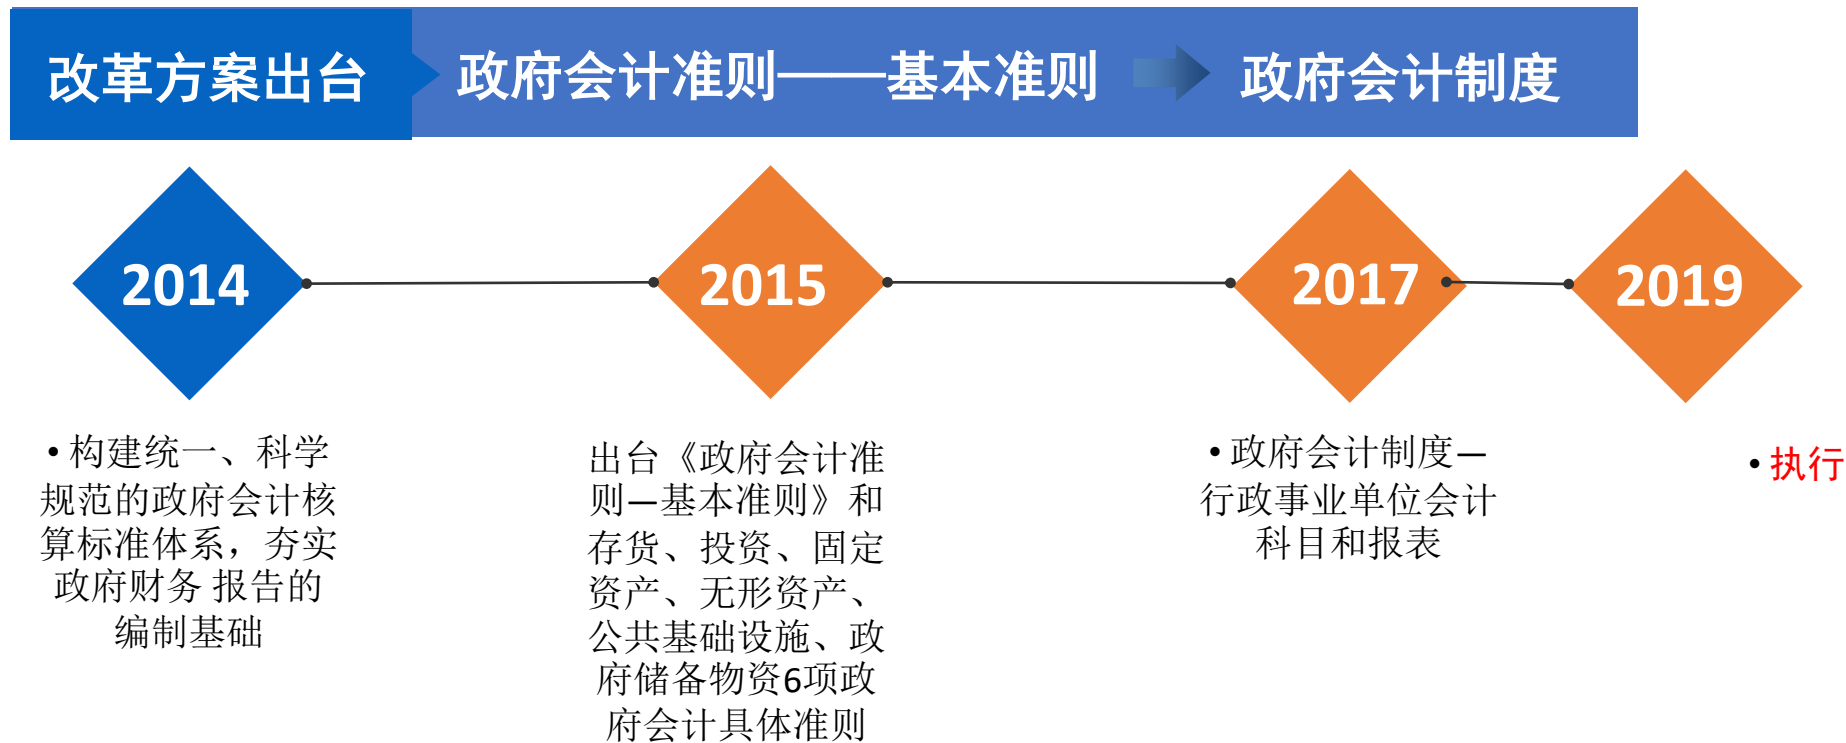 改革方案出台
政府会计准则——基本准则
政府会计制度
2014
2015
2017
2019
• 构建统一、科学
规范的政府会计核
算标准体系，夯实
政府财务 报告的
编制基础
出台《政府会计准
则—基本准则》和
存货、投资、固定
资产、无形资产、
公共基础设施、政
府储备物资6项政
府会计具体准则
• 政府会计制度—
行政事业单位会计
科目和报表
• 执行